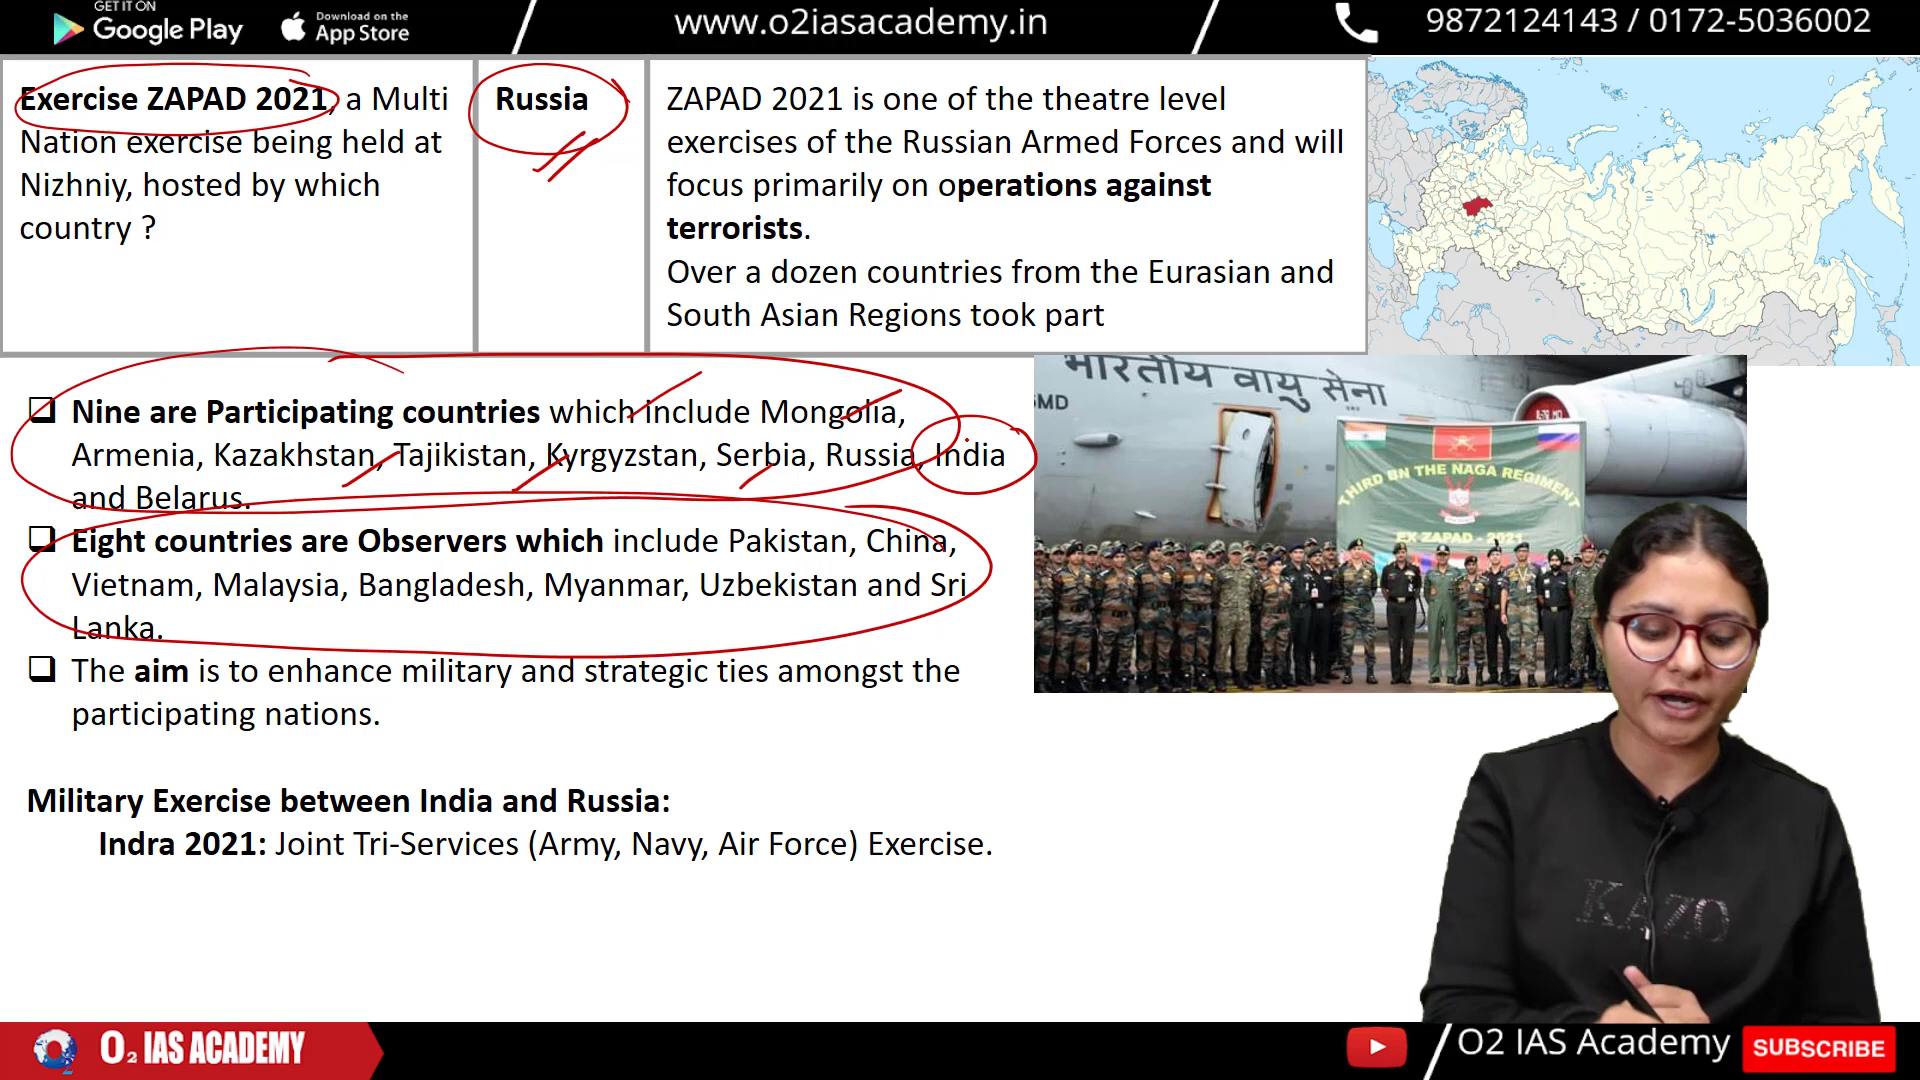 GET IT ON
Google Play
Download on the
App Store
www.o2iasacademy.in
9872124143 / 0172-5036002
Exercise ZAPAD 2021, a Multi
Nation exercise being held at
Nizhniy, hosted by which
country ?
Russia
ZAPAD 2021 is one of the theatre level
exercises of the Russian Armed Forces and will
focus primarily on operations against
terrorists.
Over a dozen countries from the Eurasian and
South Asian Regions took part
❑ Nine are Participating countries which include Mongolia,
Armenia, Kazakhstan, Tajikistan, Kyrgyzstan, Serbia, Russia, India
and Belarus.
❑ Eight countries are Observers which include Pakistan, China,
Vietnam, Malaysia, Bangladesh, Myanmar, Uzbekistan and Sri
Lanka.
❑ The aim is to enhance military and strategic ties amongst the
participating nations.
Military Exercise between India and Russia:
Indra 2021: Joint Tri-Services (Army, Navy, Air Force) Exercise.
भारतीय वायु सेना
THIRD BN THE NAGA REGIMENT
EX ZAPAD - 2021
KAZO
O2 IAS ACADEMY
O2 IAS Academy
SUBSCRIBE